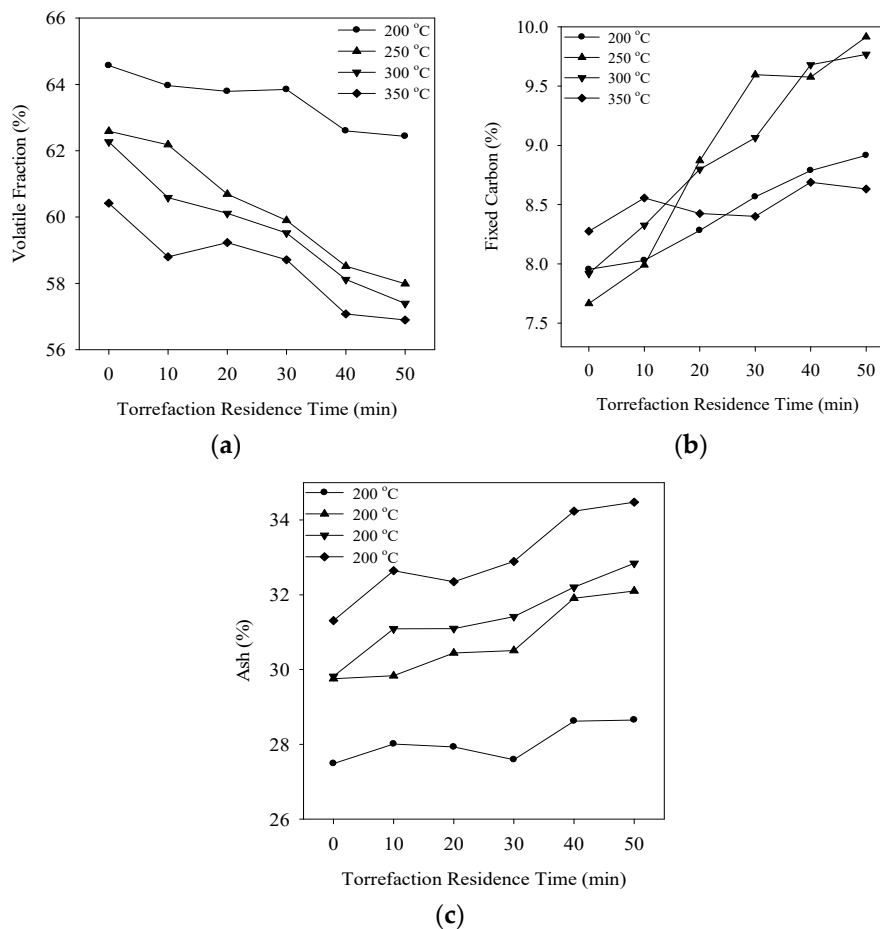 66
64
62
60
58
56
Volatile Fraction (%)
200 °C
250 °C
300 °C
350 °C
0 10 20 30 40 50
Torrefaction Residence Time (min)
(a)
10.0
9.5
9.0
8.5
8.0
7.5
Fixed Carbon (%)
200 °C
250 °C
300 °C
350 °C
0 10 20 30 40 50
Torrefaction Residence Time (min)
(b)
34
32
30
28
26
Ash (%)
200 °C
200 °C
200 °C
200 °C
0 10 20 30 40 50
Torrefaction Residence Time (min)
(c)